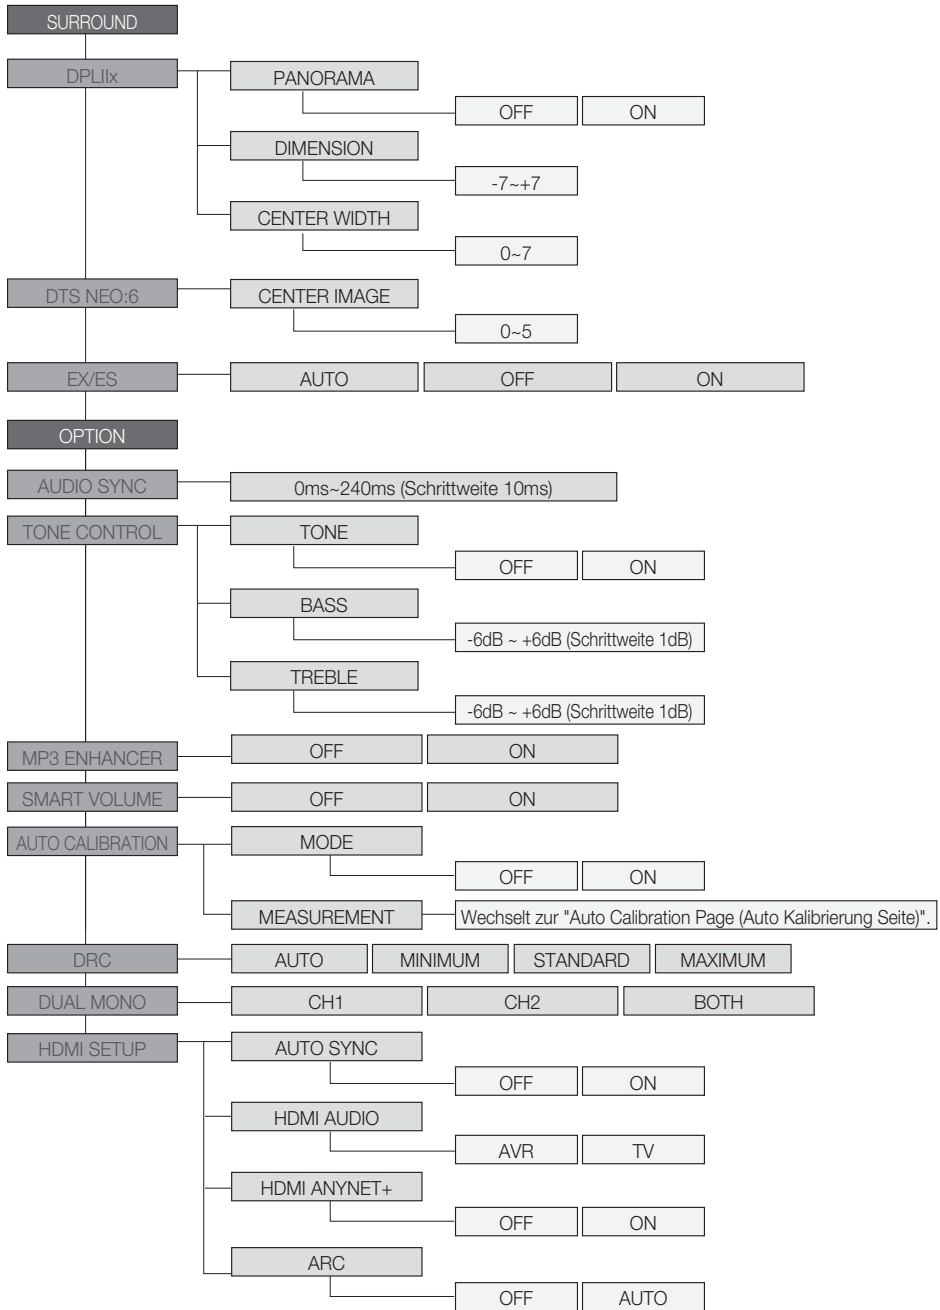 SURROUND
DPLIIx
PANORAMA
OFF ON
DIMENSION
-7~+7
CENTER WIDTH
0~7
DTS NEO:6 CENTER IMAGE
0~5
EX/ES AUTO OFF ON
OPTION
AUDIO SYNC 0ms~240ms (Schrittweite 10ms)
TONE CONTROL TONE
OFF ON
BASS
-6dB ~ +6dB (Schrittweite 1dB)
TREBLE
-6dB ~ +6dB (Schrittweite 1dB)
MP3 ENHANCER OFF ON
SMART VOLUME OFF ON
AUTO CALIBRATION MODE
OFF ON
MEASUREMENT Wechselt zur "Auto Calibration Page (Auto Kalibrierung Seite)".
DRC AUTO MINIMUM STANDARD MAXIMUM
DUAL MONO CH1 CH2 BOTH
HDMI SETUP AUTO SYNC
OFF ON
HDMI AUDIO
AVR TV
HDMI ANYNET+
OFF ON
ARC
OFF AUTO